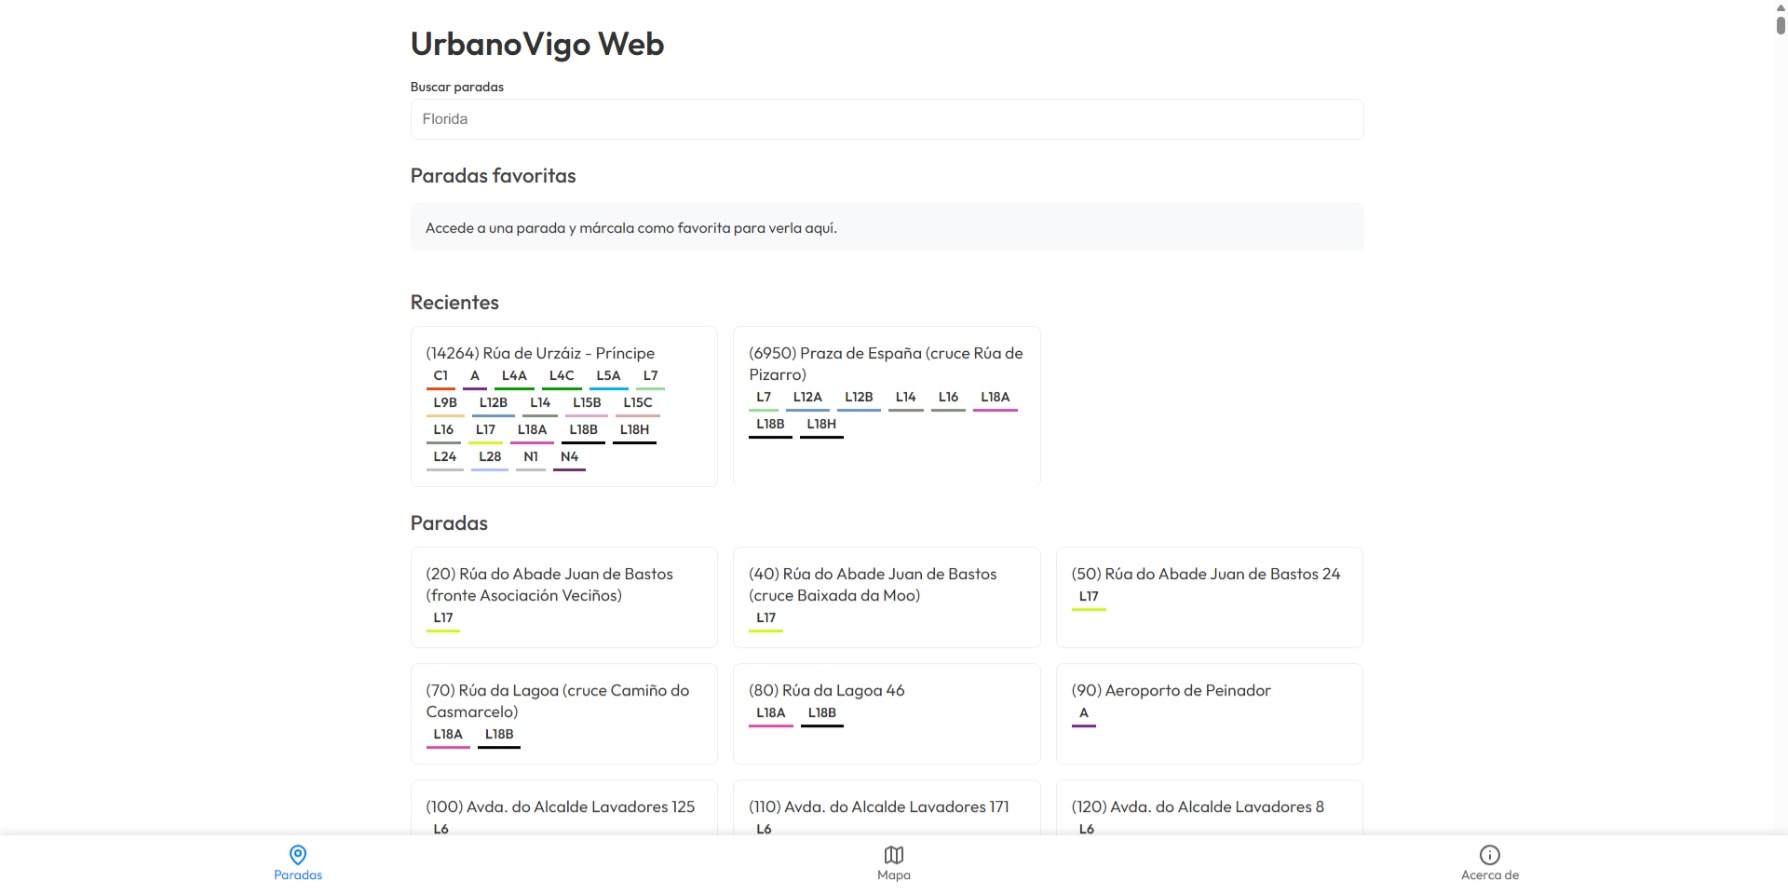 UrbanoVigo Web
Buscar paradas
Florida
Paradas favoritas
Accede a una parada y márcala como favorita para verla aquí.
Recientes
(14264) Rúa de Urzáiz - Príncipe
C1 A L4A L4C L5A L7
L9B L12B L14 L15B L15C
L16 L17 L18A L18B L18H
L24 L28 N1 N4
(6950) Praza de España (cruce Rúa de
Pizarro)
L7 L12A L12B L14 L16 L18A
L18B L18H
Paradas
(20) Rúa do Abade Juan de Bastos
(fronte Asociación Veciños)
L17
(40) Rúa do Abade Juan de Bastos
(cruce Baixada da Moo)
L17
(50) Rúa do Abade Juan de Bastos 24
L17
(70) Rúa da Lagoa (cruce Camiño do
Casmarcelo)
L18A L18B
(80) Rúa da Lagoa 46
L18A L18B
(90) Aeroporto de Peinador
A
(100) Avda. do Alcalde Lavadores 125
L6
(110) Avda. do Alcalde Lavadores 171
L6
(120) Avda. do Alcalde Lavadores 8
L6
Paradas
Mapa
Acerca de